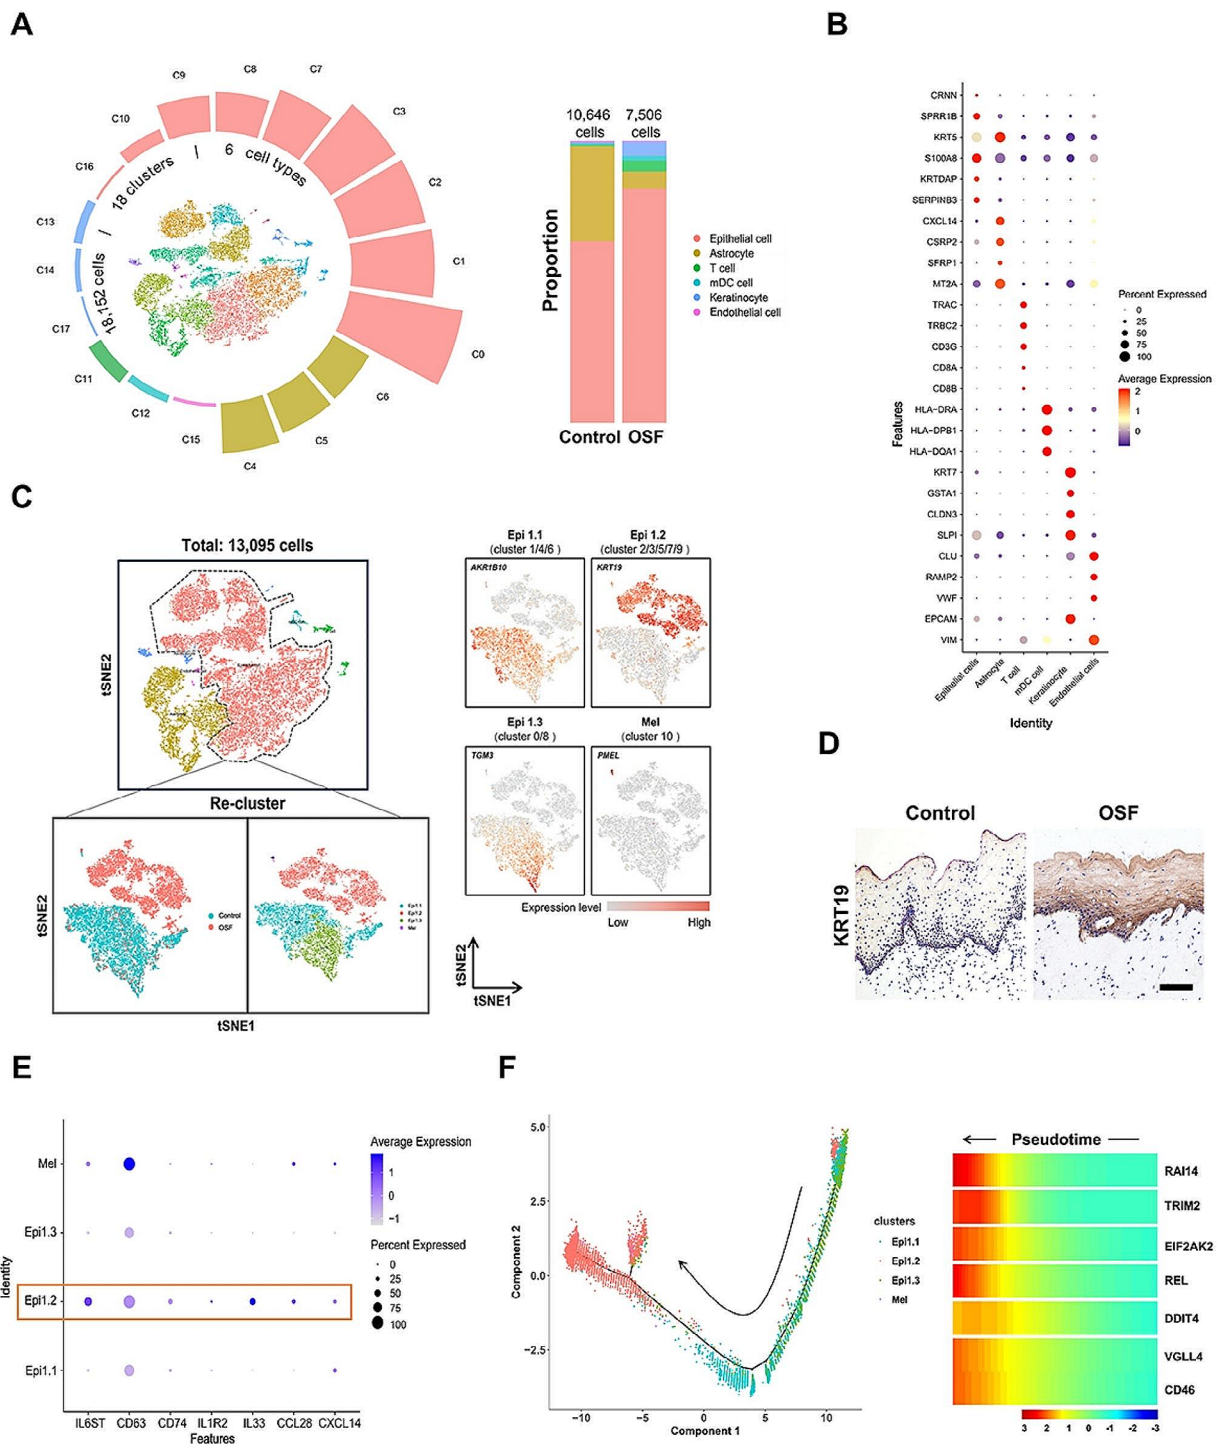 A
C0
C1
C2
C3
C7
C8
C9
C10
C16
C13
C14
C17
C11
C12
C15
C4
C5
C6
18,152 cells | 18 clusters | 6 cell types
10,646 cells
7,506 cells
Proportion
Control
OSF
Epithelial cell
Astrocyte
T cell
mDC cell
Keratinocyte
Endothelial cell
B
Features
CRNN
SPRR1B
KRT5
S100A8
KRTDAP
SERPINB3
CXCL14
CSRP2
SFRP1
MT2A
TRAC
TRBC2
CD3G
CD8A
CD8B
HLA-DRA
HLA-DPB1
HLA-DQA1
KRT7
GSTA1
CLDN3
SLPI
CLU
RAMP2
VWF
EPCAM
VIM
Epithelial cells
Astrocyte
T cell
mDC cell
Keratinocyte
Endothelial cells
Identity
Percent Expressed
0
25
50
75
100
Average Expression
2
1
0
C
Total: 13,095 cells
tSNE2
Re-cluster
tSNE2
Control
OSF
Epi1.1
Epi1.2
Epi1.3
Mel
tSNE1
Epi 1.1
(cluster 1/4/6 )
AKR1B10
Epi 1.2
(cluster 2/3/5/7/9 )
KRT19
Epi 1.3
(cluster 0/8 )
TGM3
Mel
(cluster 10 )
PMEL
Expression level
Low
High
tSNE2
tSNE1
D
Control
OSF
KRT19
E
Identity
Mel
Epi1.3
Epi1.2
Epi1.1
IL6ST
CD63
CD74
IL1R2
IL33
CCL28
CXCL14
Features
Average Expression
1
0
−1
Percent Expressed
0
25
50
75
100
F
Component 2
5.0
2.5
0.0
−2.5
−10
−5
0
5
10
Component 1
clusters
Epi1.1
Epi1.2
Epi1.3
Mel
Pseudotime
RAI14
TRIM2
EIF2AK2
REL
DDIT4
VGLL4
CD46
3 2 1 0 -1 -2 -3